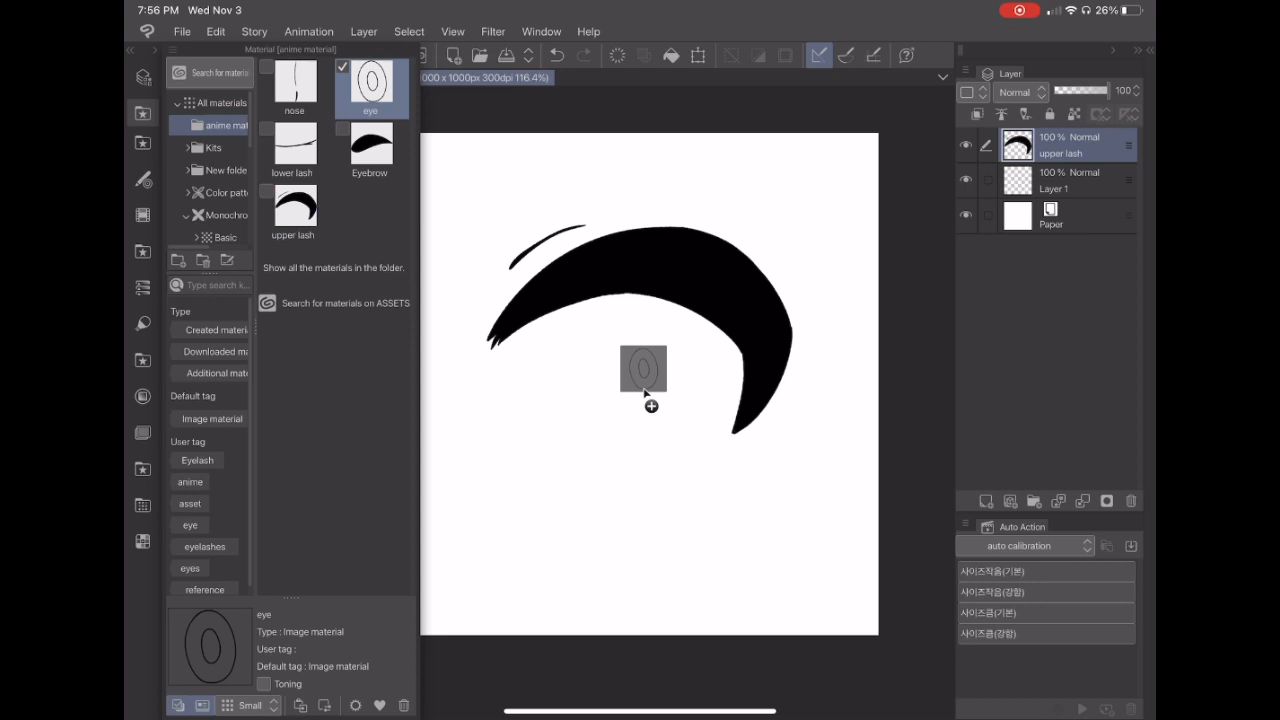 7:56 PM Wed Nov 3
26%
File Edit Story Animation Layer Select View Filter Window Help
Material [anime material]
000 x 1000px 300dpi 116.4%)
Search for materia
All materials
anime mat
Kits
New folde
Color patt
Monochro
Basic
Type search k...
Type
Created materi
Downloaded ma
Additional mate
Default tag
Image material
User tag
Eyelash
anime
asset
eye
eyelashes
eyes
reference
nose
eye
lower lash
Eyebrow
upper lash
Show all the materials in the folder.
Search for materials on ASSETS
eye
Type : Image material
User tag :
Default tag : Image material
Toning
Small
Layer
Normal
100
100 % Normal
upper lash
100 % Normal
Layer 1
Paper
Auto Action
auto calibration
사이즈작음(기본)
사이즈작음(강함)
사이즈큼(기본)
사이즈큼(강함)